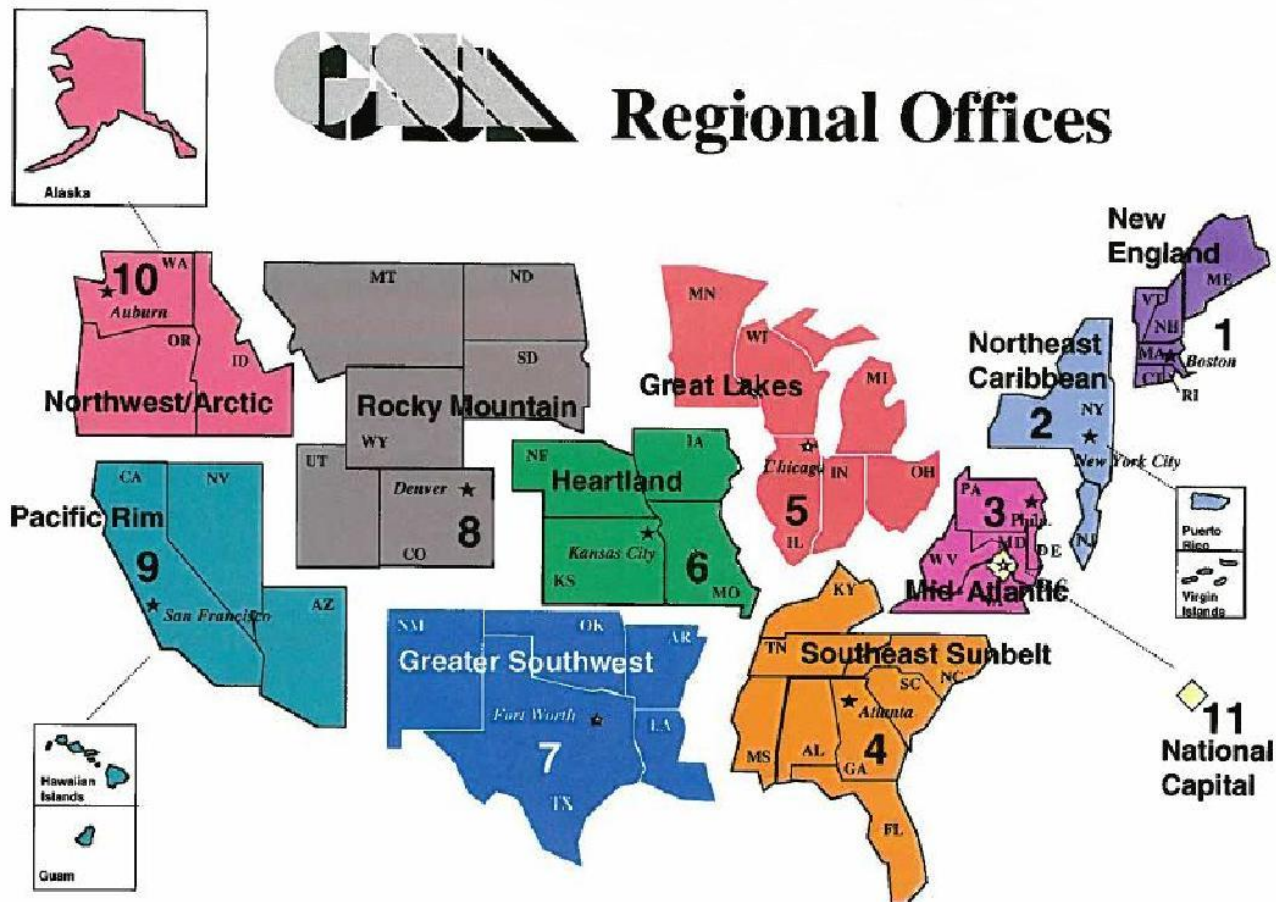 GSA Regional Offices
Alaska
New
England
ME
VT
NH
MA
Boston
CT
RI
1
WA
10
Auburn
OR
ID
Northwest/Arctic
MT
ND
SD
Rocky Mountain
WY
UT
Denver
8
CO
MN
WI
Great Lakes
MI
Chicago
IN
OH
5
IL
Northeast
Caribbean
NY
2
New York City
NJ
Puerto
Rico
Virgin
Islands
CA
NV
Pacific Rim
9
San Francisco
AZ
Hawaiian
Islands
Guam
NE
IA
Heartland
Kansas City
6
KS
MO
PA
3
Phil.
MD
DE
WV
Mid-Atlantic
NM
OK
AR
Greater Southwest
Fort Worth
LA
7
TX
KY
TN
Southeast Sunbelt
NC
SC
Atlanta
MS
AL
GA
4
FL
11
National
Capital